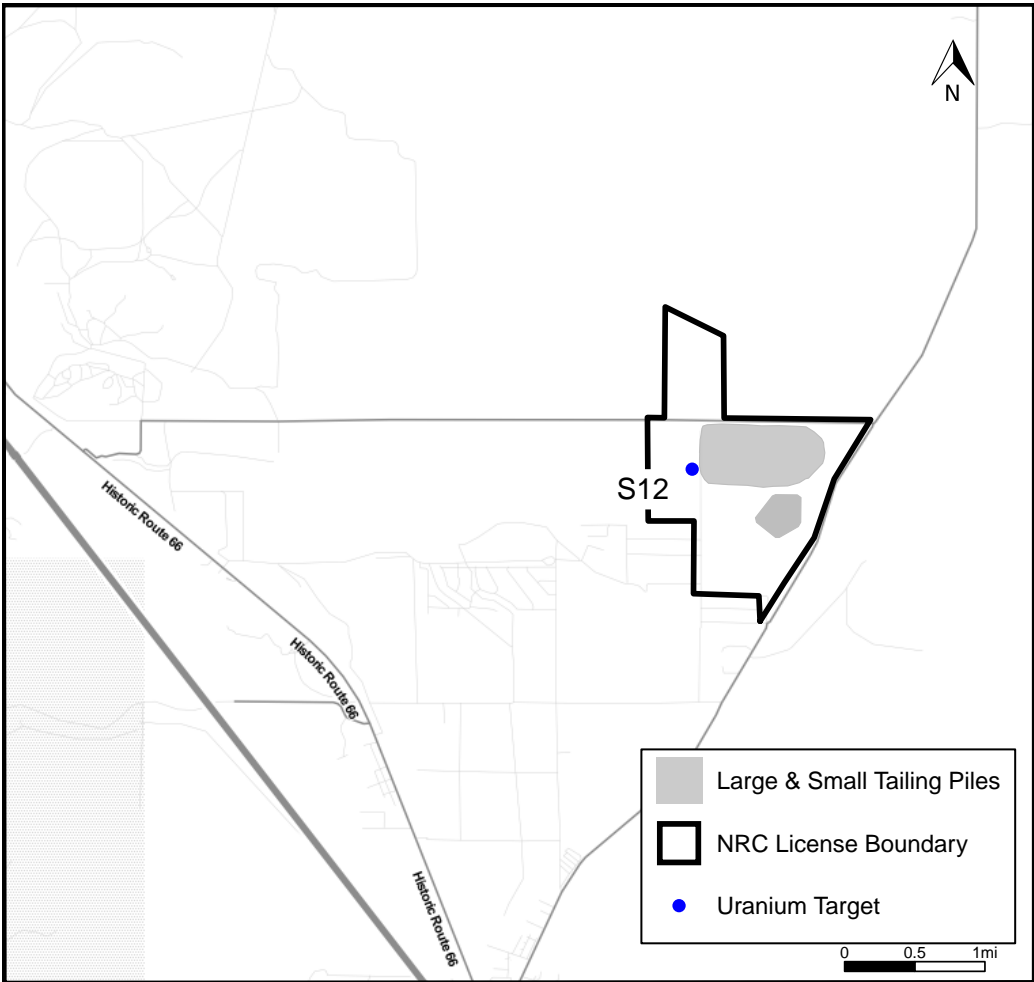 N
S12
Historic Route 66
Historic Route 66
Historic Route 66
Large & Small Tailing Piles
NRC License Boundary
Uranium Target
0 0.5 1mi